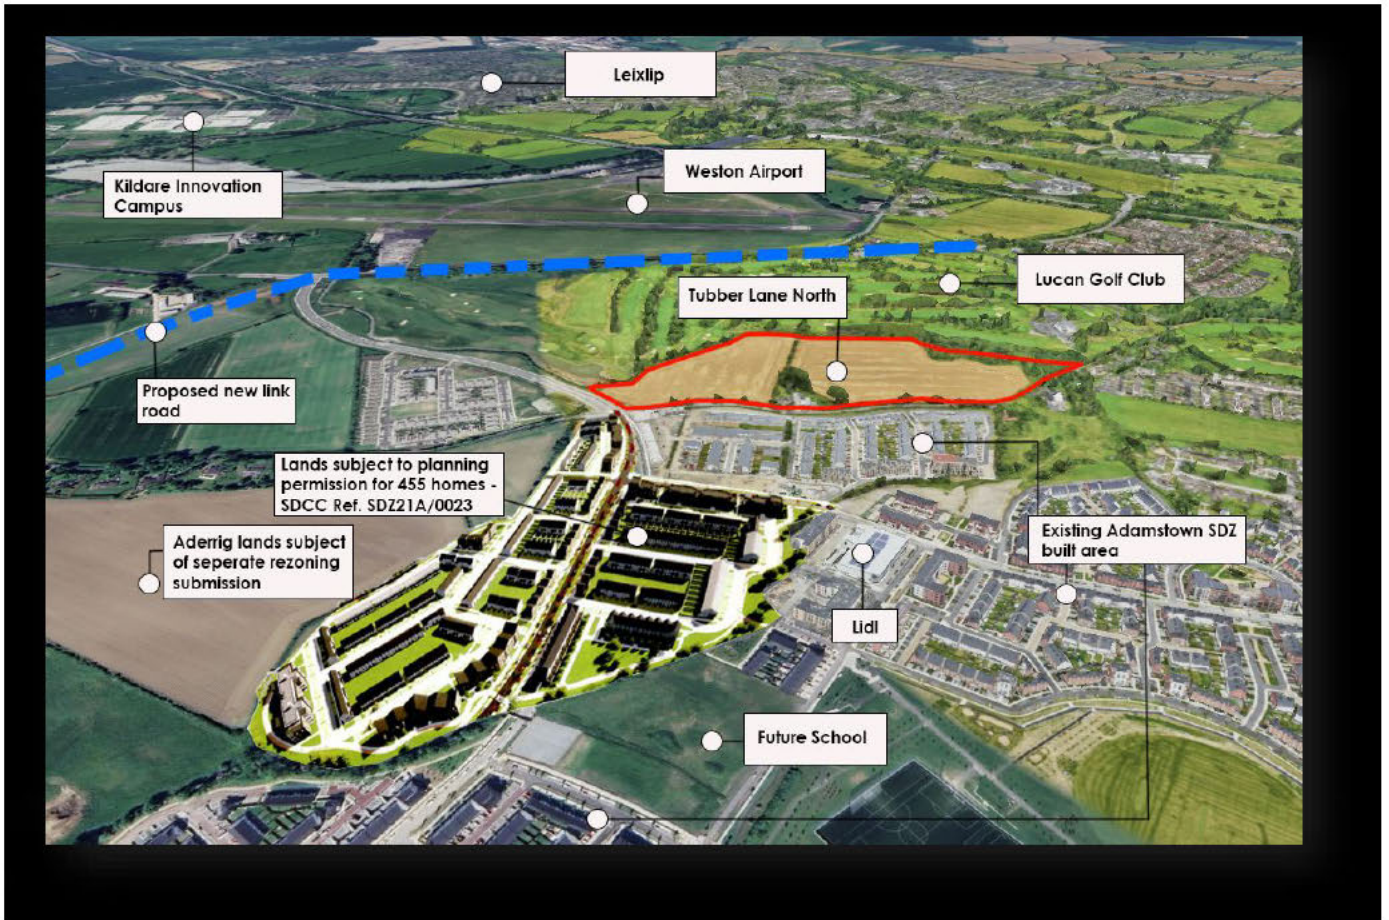 Leixlip
Weston Airport
Kildare Innovation
Campus
Lucan Golf Club
Tubber Lane North
Proposed new link
road
Lands subject to planning
permission for 455 homes -
SDCC Ref. SDZ21A/0023
Aderrig lands subject
of seperate rezoning
submission
Existing Adamstown SDZ
built area
Lidl
Future School